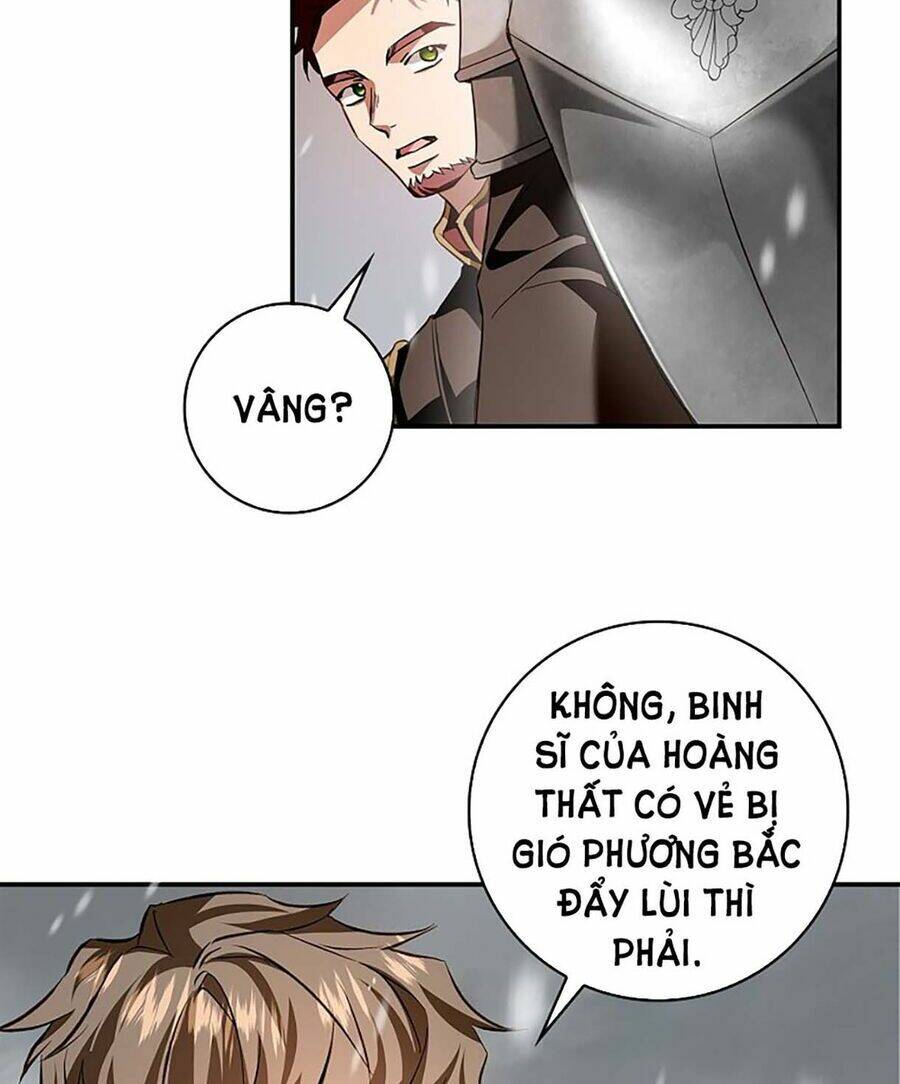 VÂNG?
KHÔNG, BINH
SĨ CỦA HOÀNG
THẤT CÓ VẺ BỊ
GIÓ PHƯƠNG BẮC
ĐẨY LÙI THÌ
PHẢI.